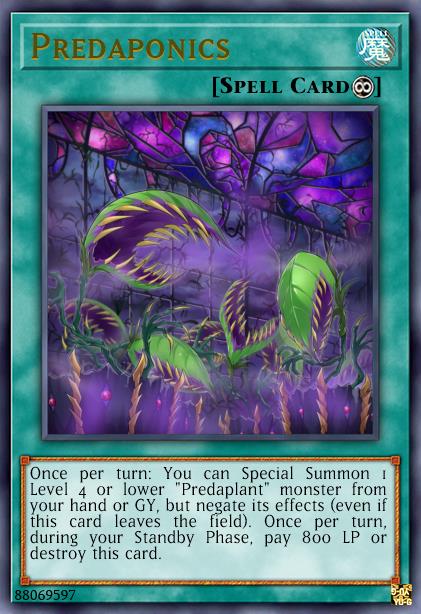 PREDAPONICS
SPELL
魔
[SPELL CARD]
Once per turn: You can Special Summon 1
Level 4 or lower "Predaplant" monster from
your hand or GY, but negate its effects (even if
this card leaves the field). Once per turn,
during your Standby Phase, pay 800 LP or
destroy this card.
88069597